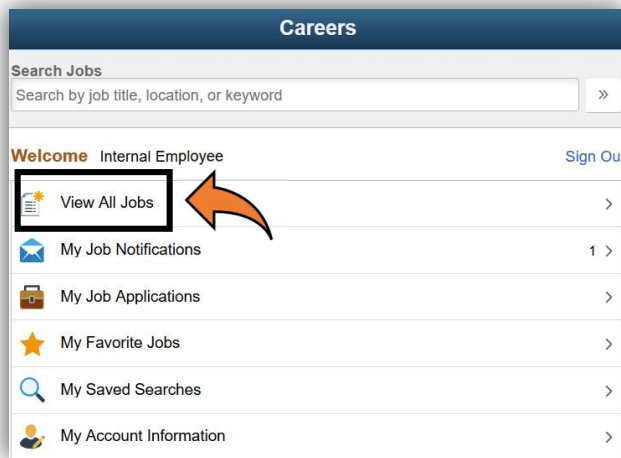 Careers
Search Jobs
Search by job title, location, or keyword
»
Welcome Internal Employee Sign Ou
View All Jobs
My Job Notifications 1
My Job Applications
My Favorite Jobs
My Saved Searches
My Account Information